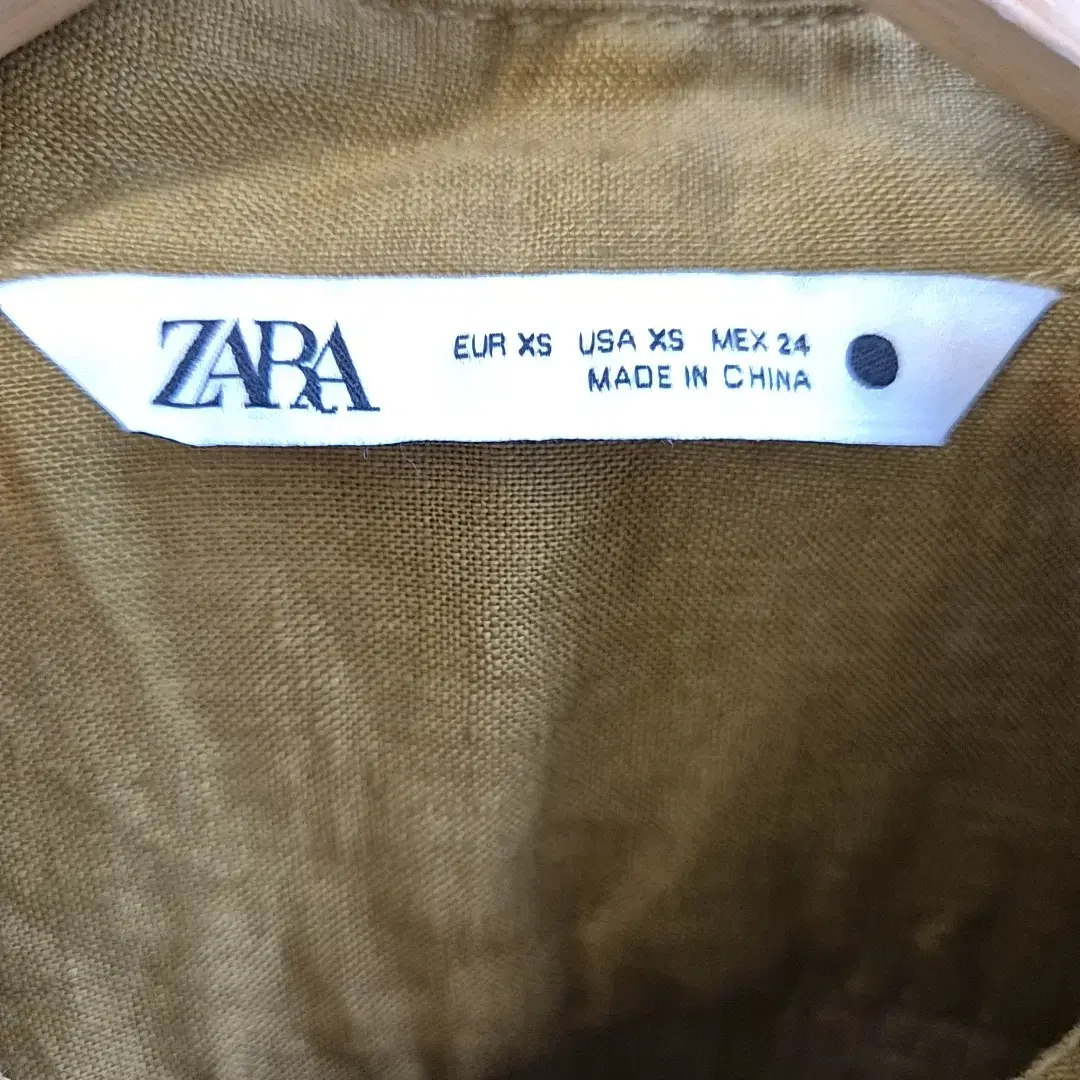 ZARA
EUR XS USA XS MEX 24
MADE IN CHINA